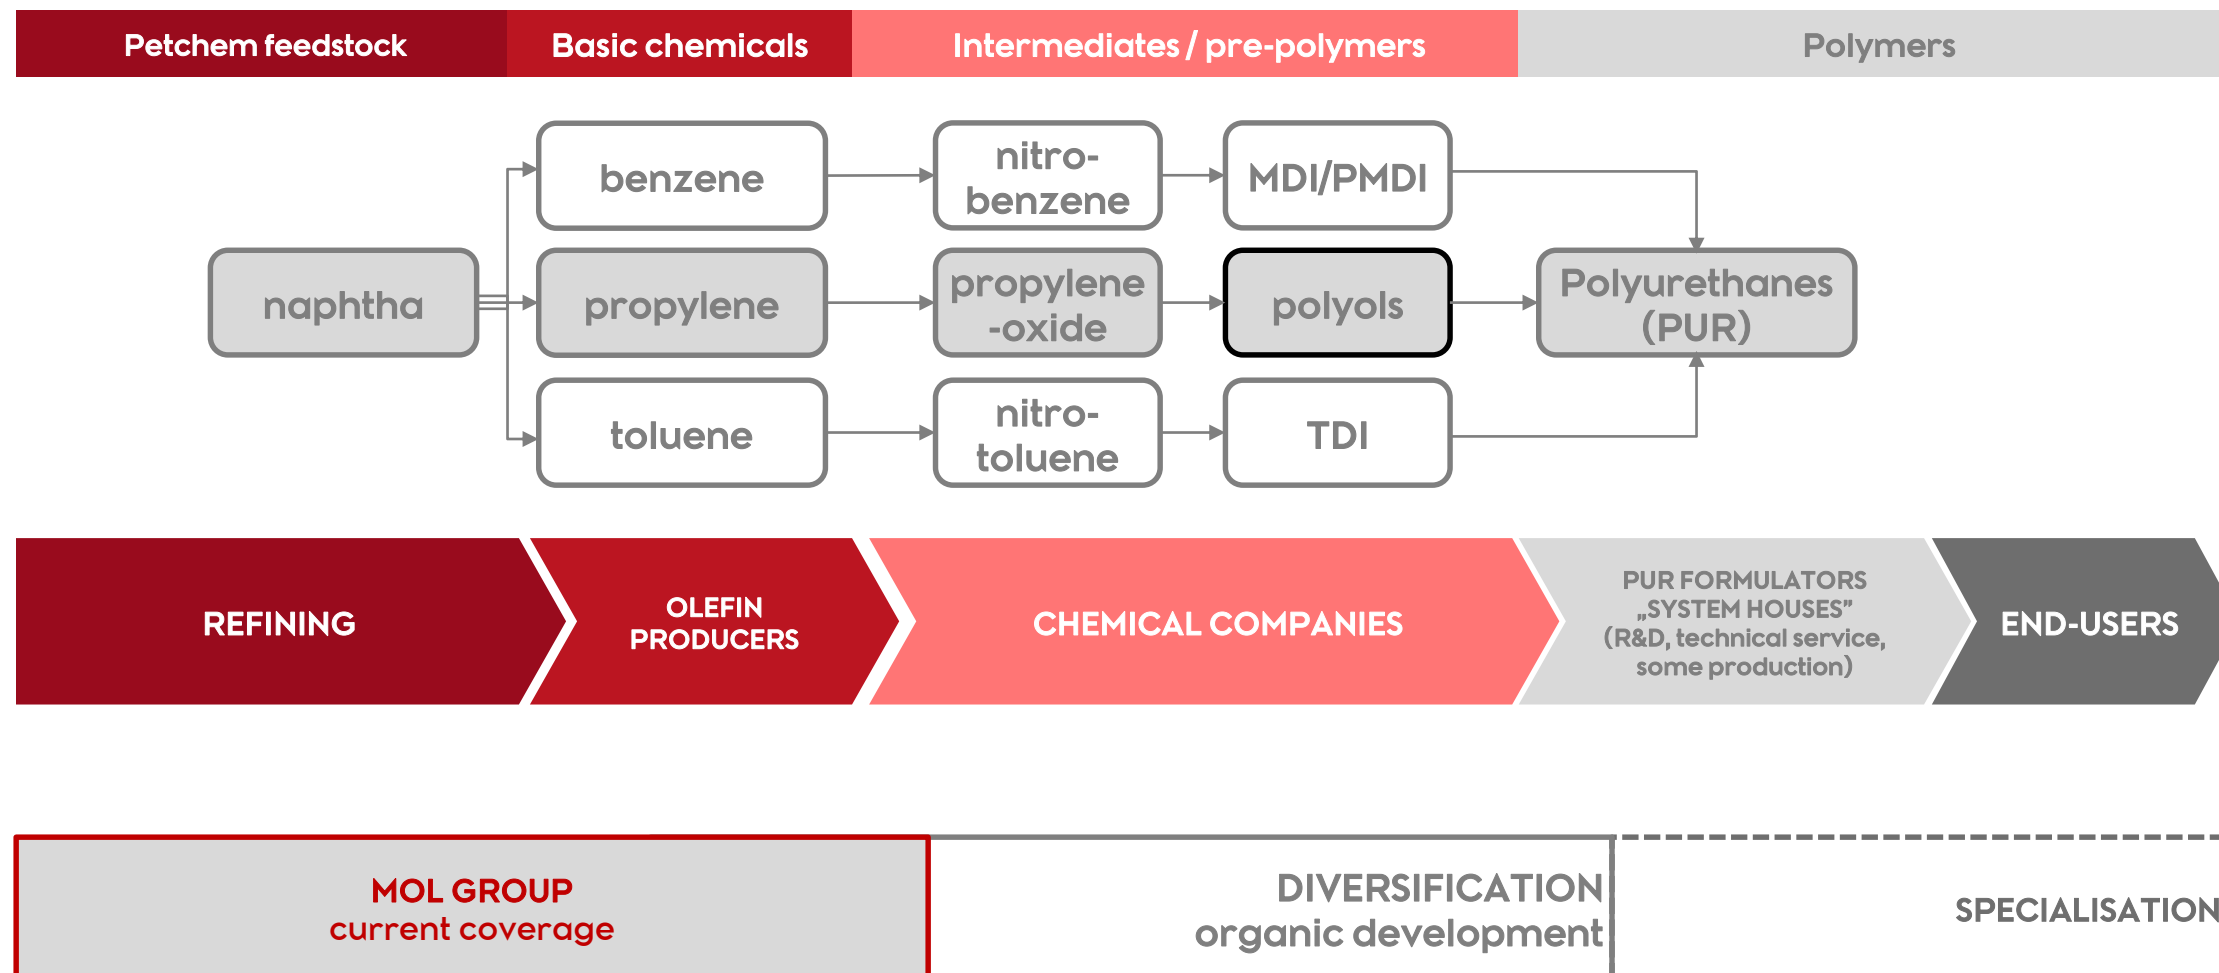 Petchem feedstock
Basic chemicals
Intermediates / pre-polymers
Polymers
benzene
nitro-
benzene
MDI/PMDI
naphtha
propylene
propylene
-oxide
polyols
Polyurethanes
(PUR)
toluene
nitro-
toluene
TDI
REFINING
OLEFIN
PRODUCERS
CHEMICAL COMPANIES
PUR FORMULATORS
„SYSTEM HOUSES”
(R&D, technical service,
some production)
END-USERS
MOL GROUP
current coverage
DIVERSIFICATION
organic development
SPECIALISATION